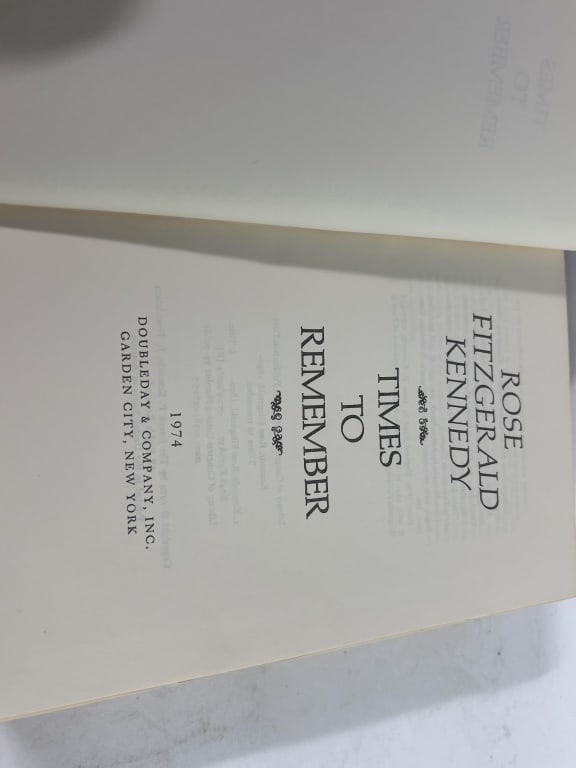 ROSE
FITZGERALD
KENNEDY
TIMES
TO
REMEMBER
1974
DOUBLEDAY & COMPANY, INC.
GARDEN CITY, NEW YORK